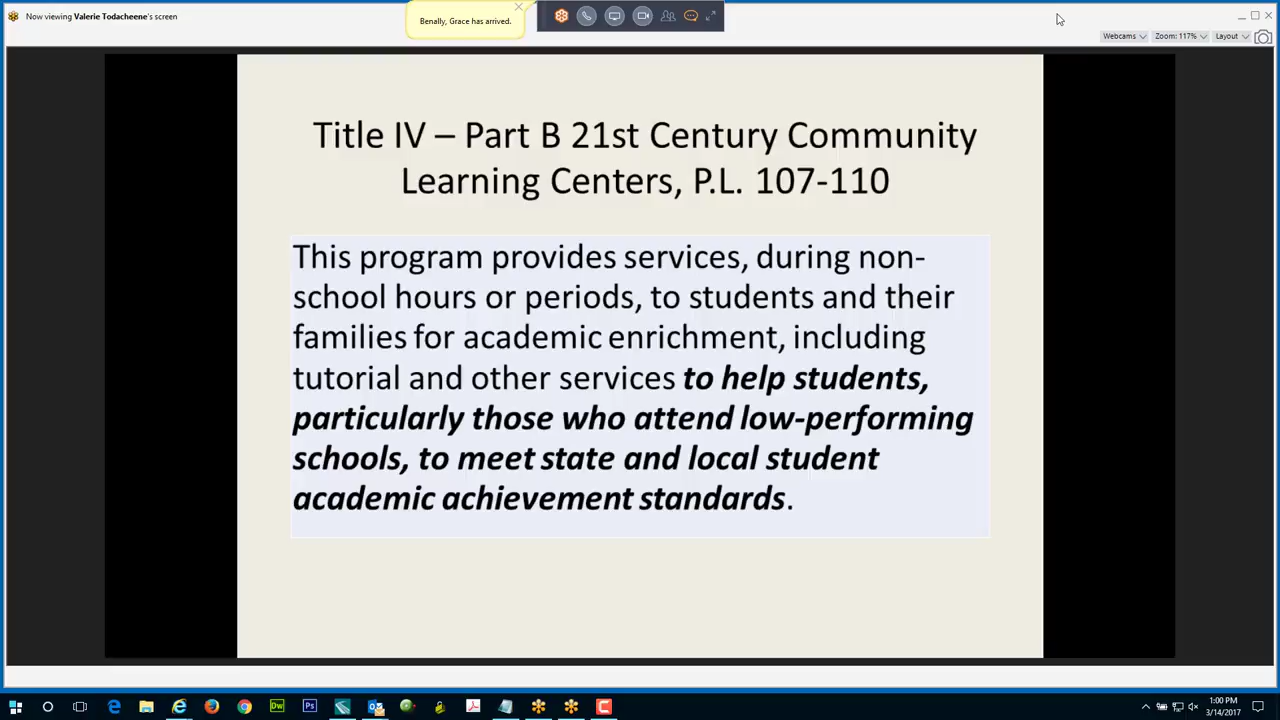 Now viewing Valerie Todacheene's screen
Benally, Grace has arrived.
Webcams
Zoom: 117%
Layout
Title IV – Part B 21st Century Community
Learning Centers, P.L. 107-110
This program provides services, during non-
school hours or periods, to students and their
families for academic enrichment, including
tutorial and other services to help students,
particularly those who attend low-performing
schools, to meet state and local student
academic achievement standards.
Dw
Ps
1:00 PM
3/14/2017